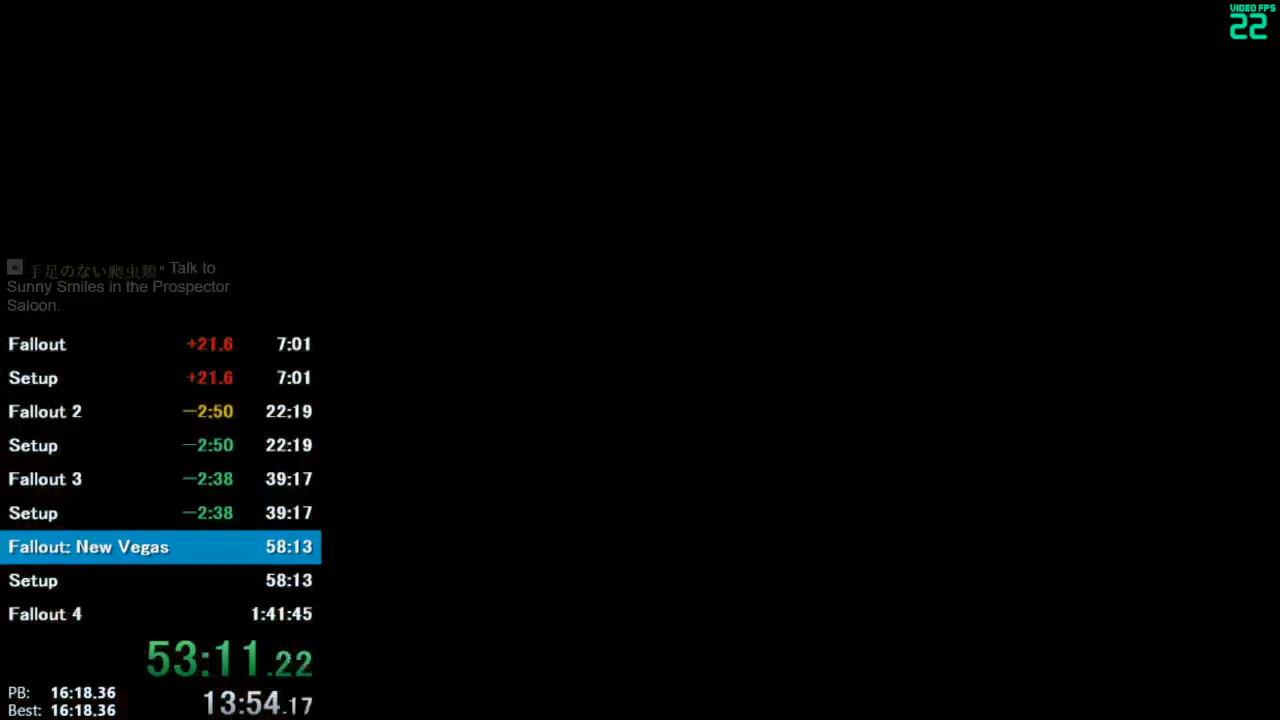 VIDEO FPS
22
手足のない爬虫類" Talk to
Sunny Smiles in the Prospector
Saloon.
Fallout +21.6 7:01
Setup +21.6 7:01
Fallout 2 −2:50 22:19
Setup −2:50 22:19
Fallout 3 −2:38 39:17
Setup −2:38 39:17
Fallout: New Vegas 58:13
Setup 58:13
Fallout 4 1:41:45
53:11.22
PB: 16:18.36
13:54.17
Best: 16:18.36